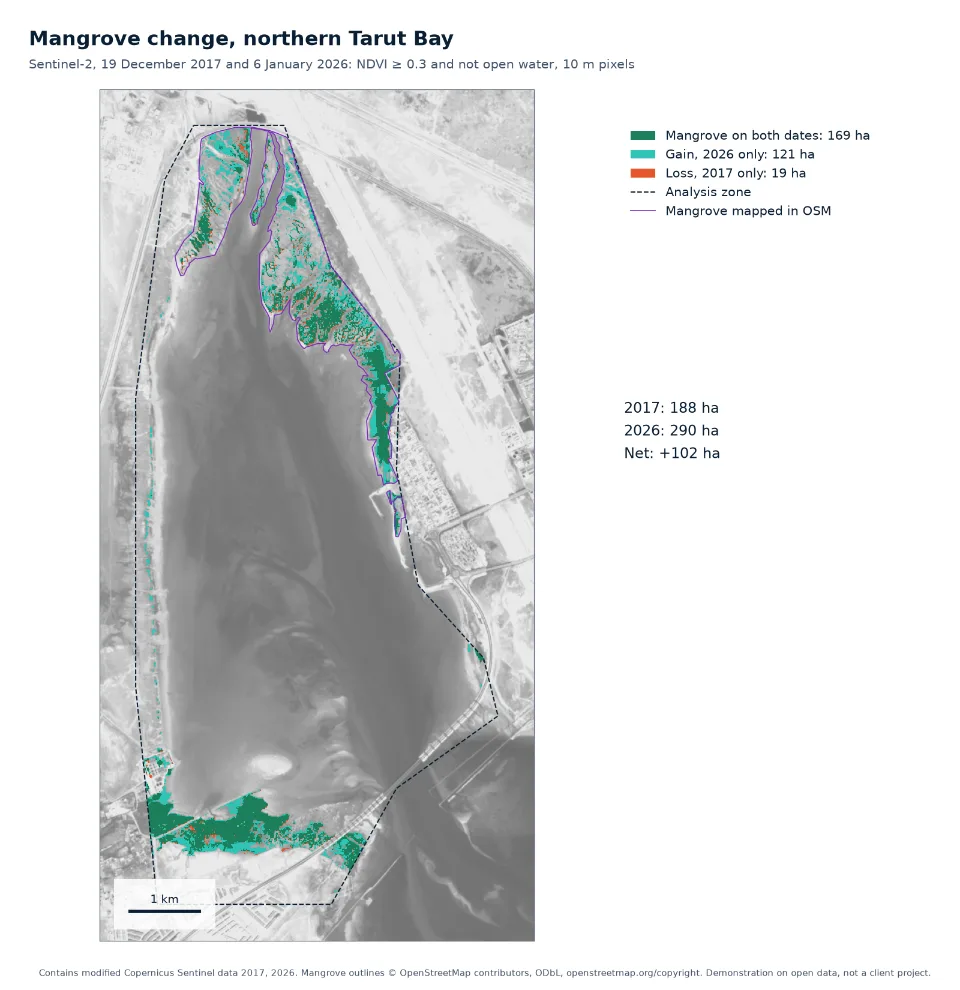 Mangrove change, northern Tarut Bay
Sentinel-2, 19 December 2017 and 6 January 2026: NDVI ≥ 0.3 and not open water, 10 m pixels
Mangrove on both dates: 169 ha
Gain, 2026 only: 121 ha
Loss, 2017 only: 19 ha
Analysis zone
Mangrove mapped in OSM
2017: 188 ha
2026: 290 ha
Net: +102 ha
1 km
Contains modified Copernicus Sentinel data 2017, 2026. Mangrove outlines © OpenStreetMap contributors, ODbL, openstreetmap.org/copyright. Demonstration on open data, not a client project.